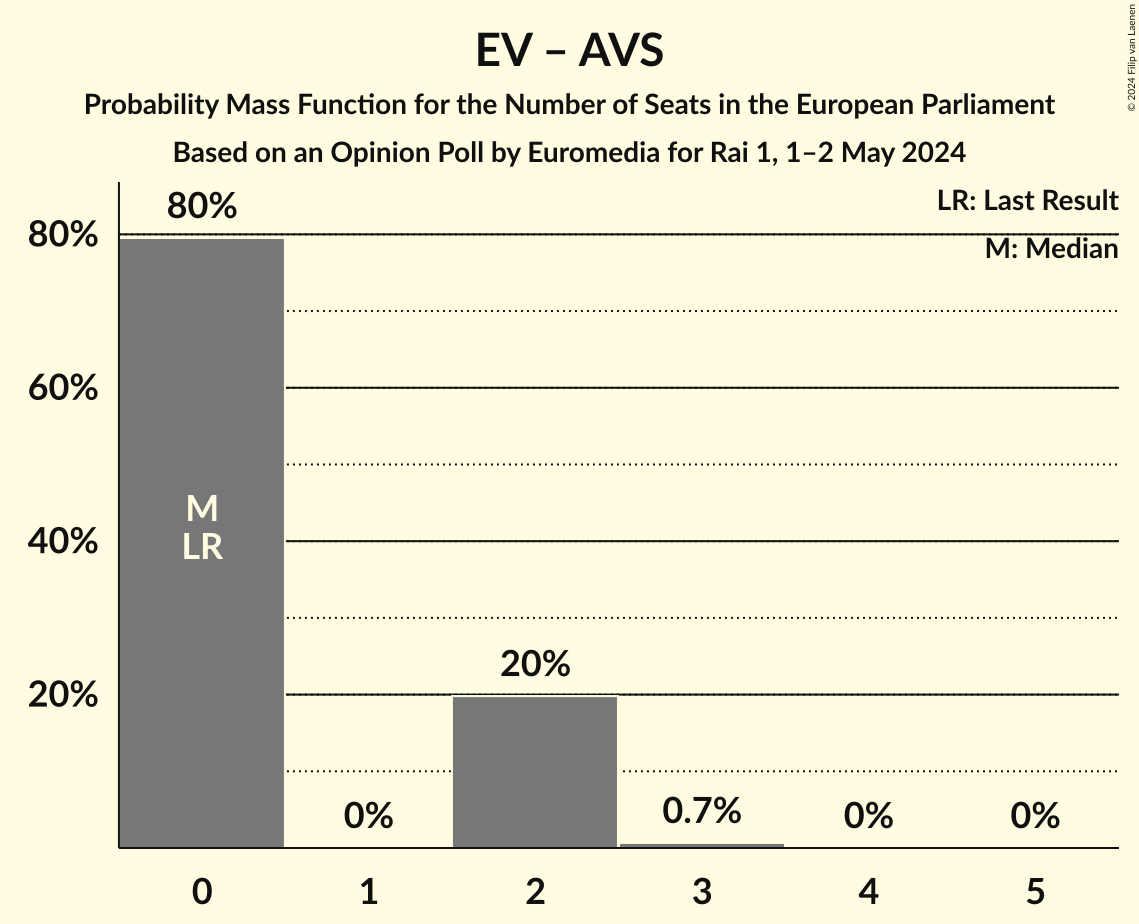 EV – AVS
Probability Mass Function for the Number of Seats in the European Parliament
Based on an Opinion Poll by Euromedia for Rai 1, 1–2 May 2024
© 2024 Filip van Laenen
LR: Last Result
M: Median
80%
60%
40%
20%
80%
M
LR
0%
20%
0.7%
0%
0%
0
1
2
3
4
5